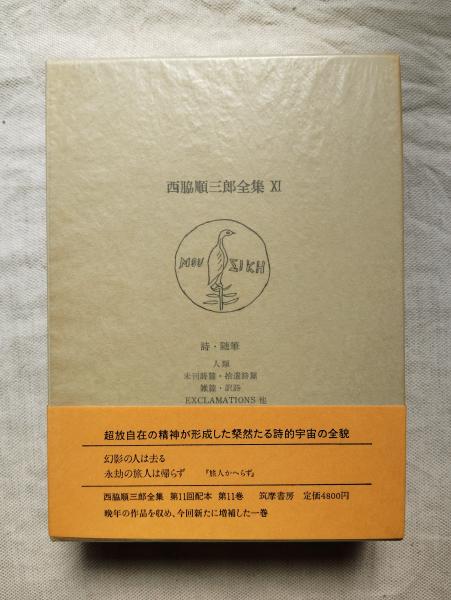 西脇順三郎全集 XI
ΜΟΥ ΣΙΚΗ
詩・随筆
人類
未刊詩篇・拾遺詩篇
雑篇・訳詩
EXCLAMATIONS 他
超放自在の精神が形成した煢然たる詩的宇宙の全貌
幻影の人は去る
永劫の旅人は帰らず 『旅人かへらず』
西脇順三郎全集 第11回配本 第11巻 筑摩書房 定価4800円
晩年の作品を収め、今回新たに増補した一巻